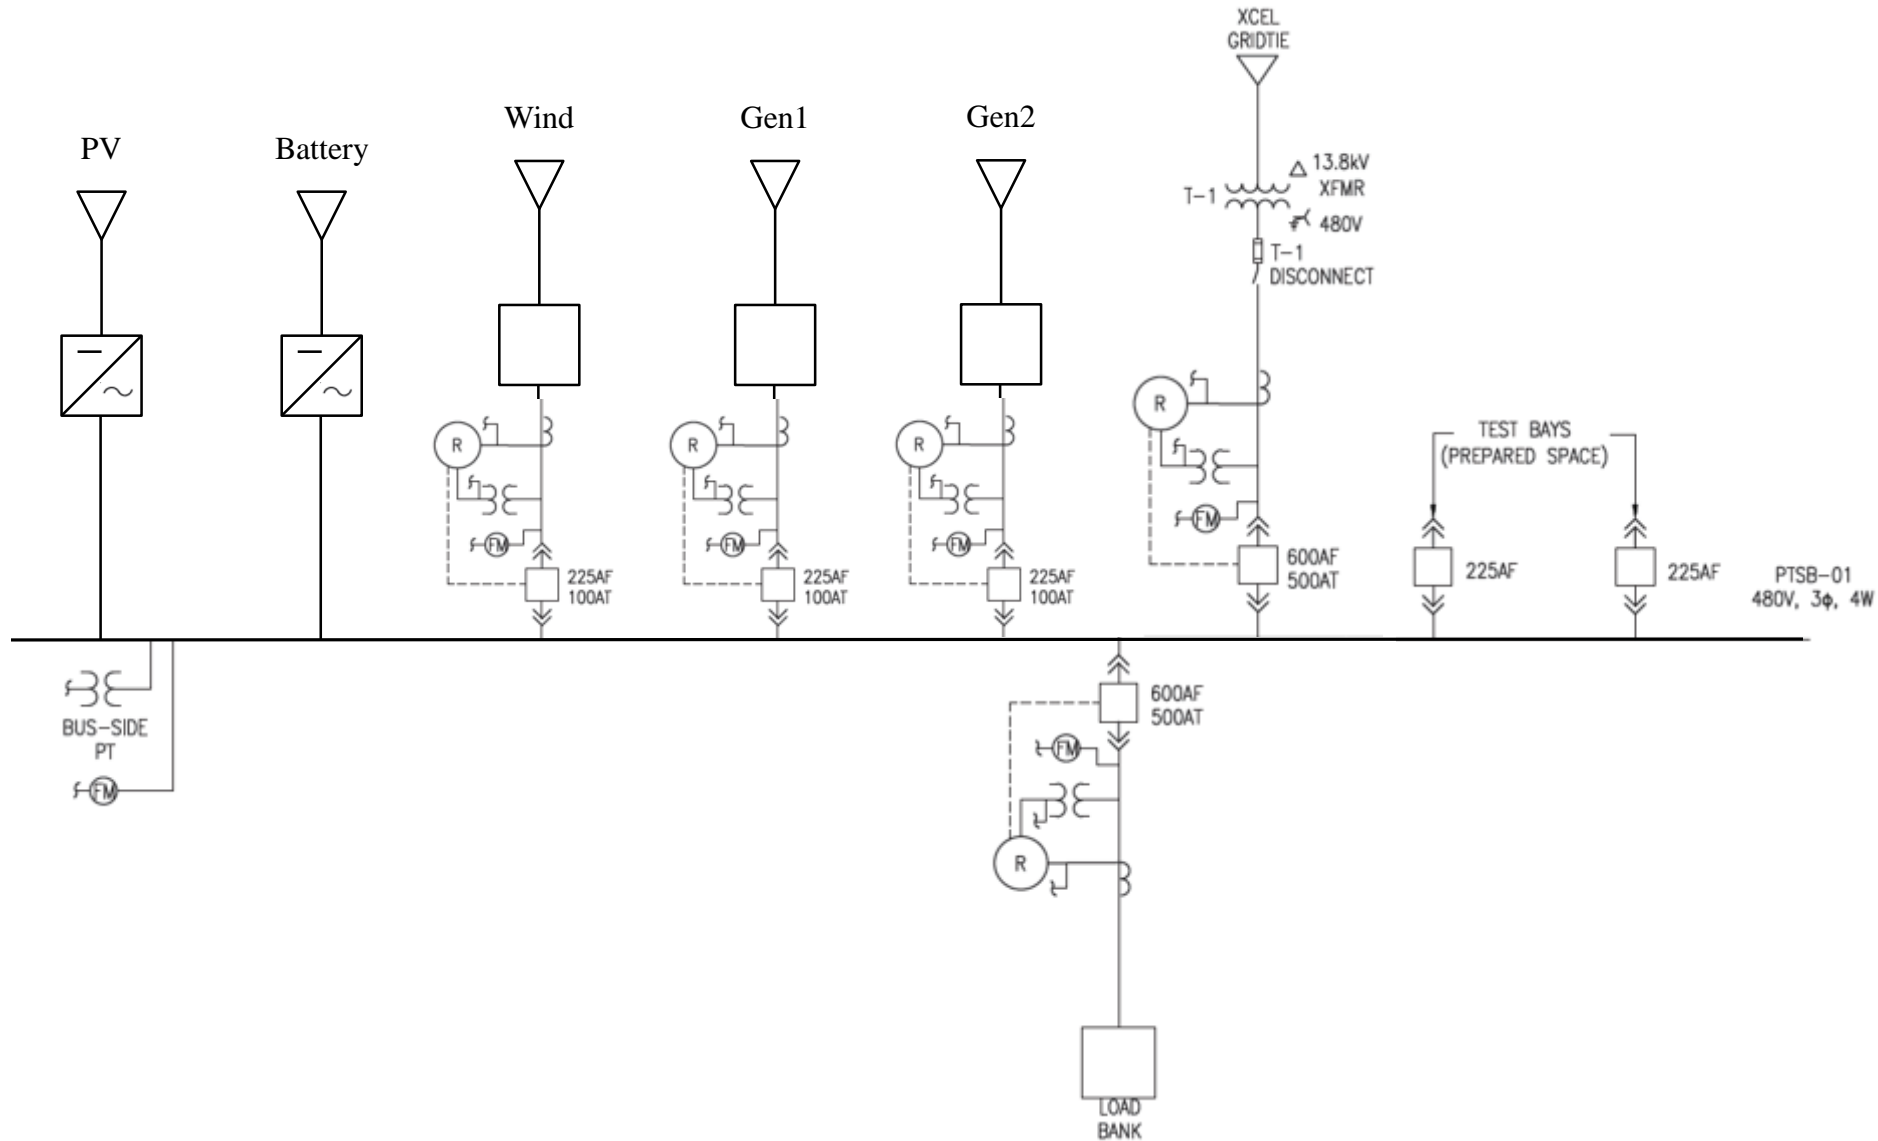 XCEL
GRIDTIE
Wind
Gen1
Gen2
PV
Battery
13.8kV
XFMR
T-1
480V
T-1
DISCONNECT
R
R
R
R
TEST BAYS
(PREPARED SPACE)
FM
FM
FM
FM
225AF
100AT
225AF
100AT
225AF
100AT
600AF
500AT
225AF
225AF
PTSB-01
480V, 3ϕ, 4W
BUS-SIDE
PT
FM
600AF
500AT
FM
R
LOAD
BANK